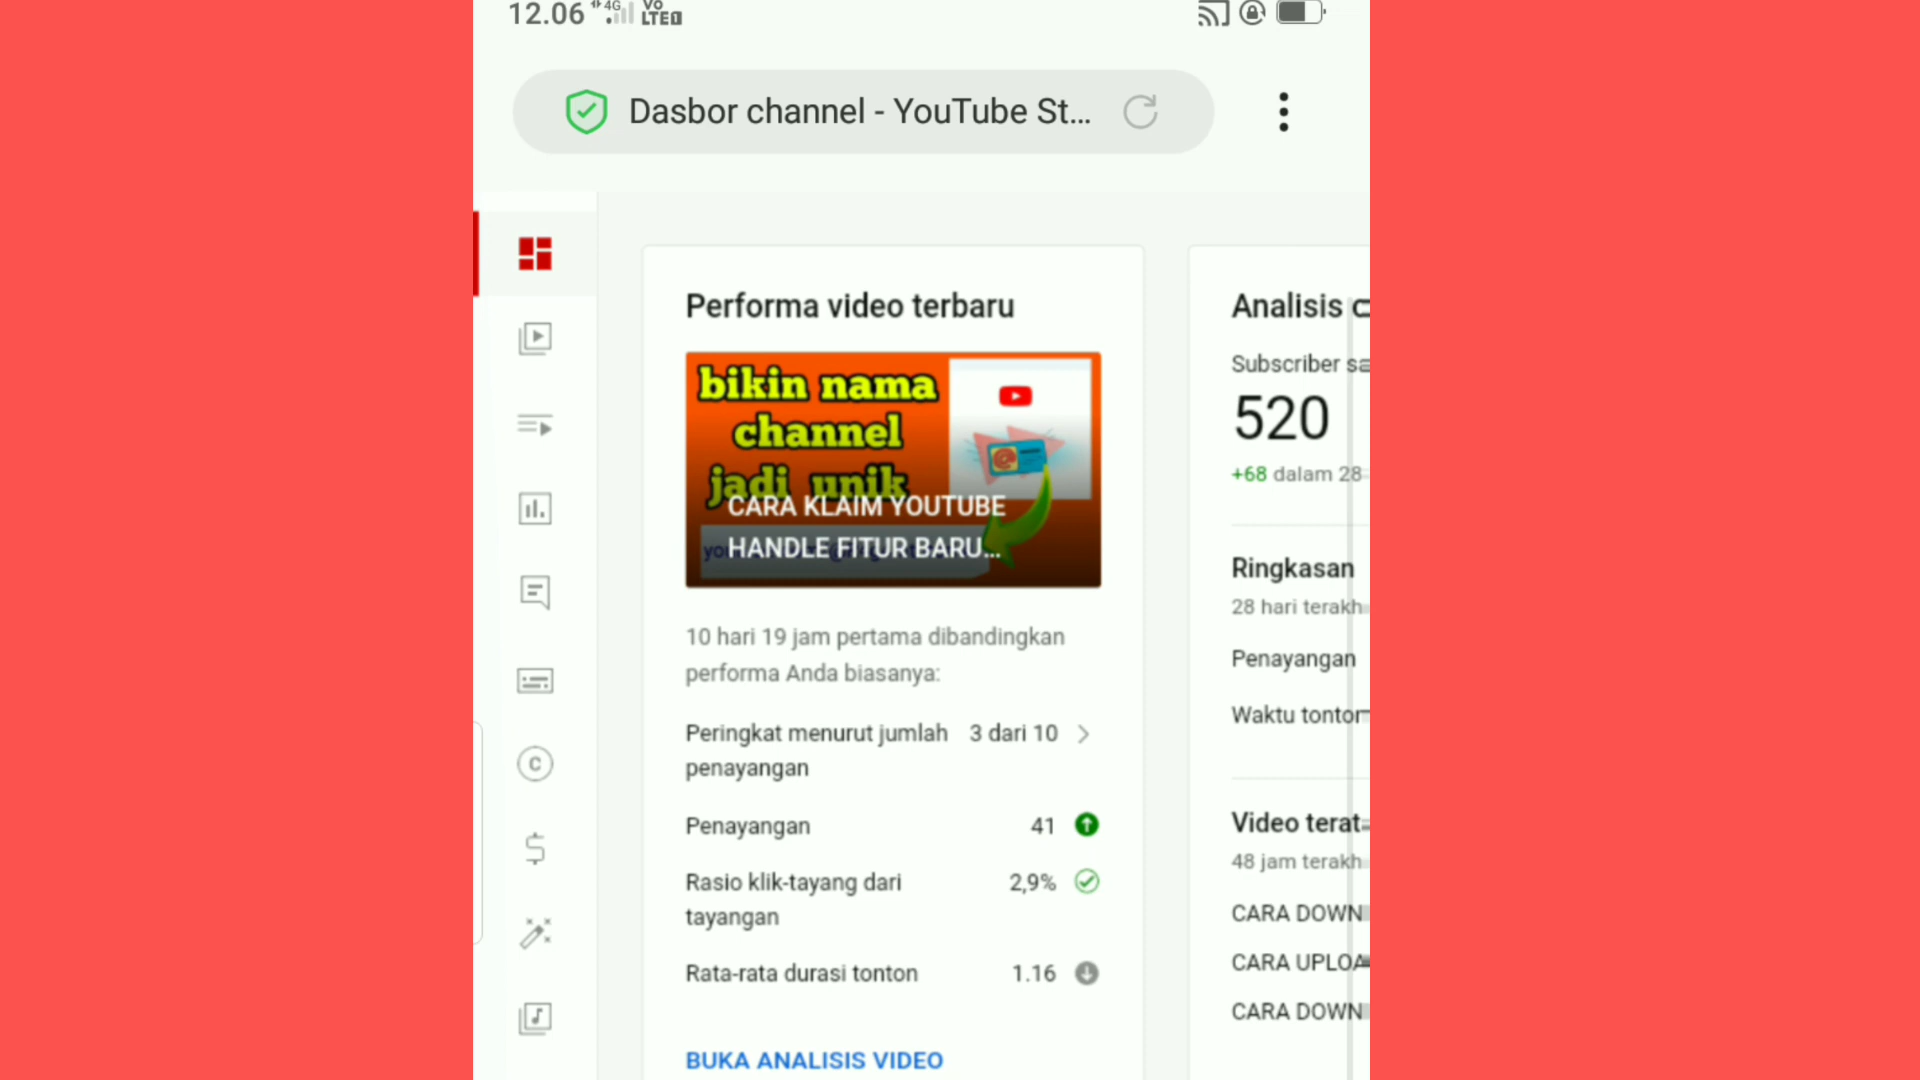 12.06 4G VoLTE1
Dasbor channel - YouTube St...
Performa video terbaru
bikin nama
channel
jadi unik
CARA KLAIM YOUTUBE
HANDLE FITUR BARU...
10 hari 19 jam pertama dibandingkan
performa Anda biasanya:
Peringkat menurut jumlah 3 dari 10
penayangan
Penayangan 41
Rasio klik-tayang dari 2,9%
tayangan
Rata-rata durasi tonton 1.16
BUKA ANALISIS VIDEO
Analisis
Subscriber
520
+68 dalam 28
Ringkasan
28 hari terakh
Penayangan
Waktu tonton
Video terat
48 jam terakh
CARA DOWN
CARA UPLOA
CARA DOWN